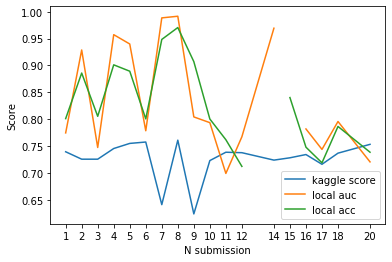 Score
1.00
0.95
0.90
0.85
0.80
0.75
0.70
0.65
1 2 3 4 5 6 7 8 9 10 11 12 14 15 16 17 18 20
N submission
kaggle score
local auc
local acc